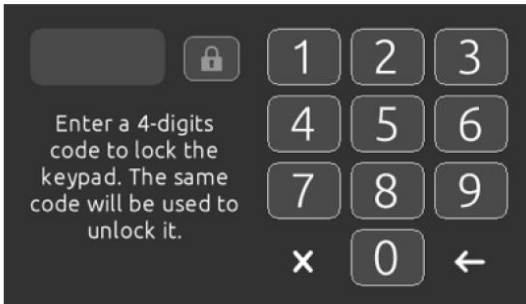 1 2 3
Enter a 4-digits
code to lock the
keypad. The same
code will be used to
unlock it.
4 5 6
7 8 9
x 0 ←